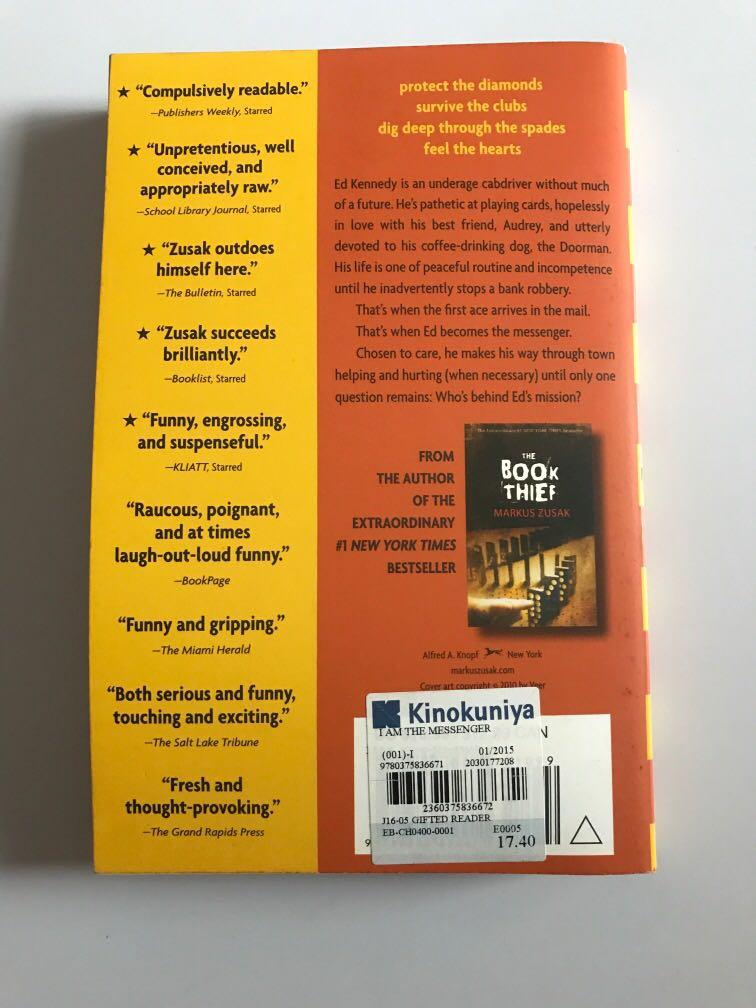 ★ “Compulsively readable.”
—Publishers Weekly, Starred
★ “Unpretentious, well
conceived, and
appropriately raw.”
—School Library Journal, Starred
★ “Zusak outdoes
himself here.”
—The Bulletin, Starred
★ “Zusak succeeds
brilliantly.”
—Booklist, Starred
★ “Funny, engrossing,
and suspenseful.”
—KLIATT, Starred
“Raucous, poignant,
and at times
laugh-out-loud funny.”
—BookPage
“Funny and gripping.”
—The Miami Herald
“Both serious and funny,
touching and exciting.”
—The Salt Lake Tribune
“Fresh and
thought-provoking.”
—The Grand Rapids Press
protect the diamonds
survive the clubs
dig deep through the spades
feel the hearts
Ed Kennedy is an underage cabdriver without much
of a future. He’s pathetic at playing cards, hopelessly
in love with his best friend, Audrey, and utterly
devoted to his coffee-drinking dog, the Doorman.
His life is one of peaceful routine and incompetence
until he inadvertently stops a bank robbery.
That’s when the first ace arrives in the mail.
That’s when Ed becomes the messenger.
Chosen to care, he makes his way through town
helping and hurting (when necessary) until only one
question remains: Who’s behind Ed’s mission?
FROM
THE AUTHOR
OF THE
EXTRAORDINARY
#1 NEW YORK TIMES
BESTSELLER
THE
BOOK
THIEF
MARKUS ZUSAK
Alfred A. Knopf New York
markuszusak.com
Cover art copyright © 2010 by Veer
Kinokuniya
I AM THE MESSENGER
(001)-I 01/2015
9780375836671 2030177208
2360375836672
J16-05 GIFTED READER
EB-CH0400-0001 E0005
17.40
N
9
9